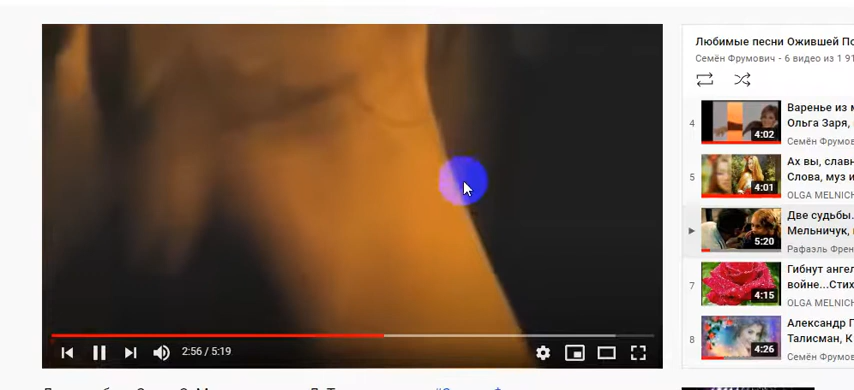 2:56 / 5:19
Любимые песни Ожившей По
Семён Фрумович - 6 видео из 1 91
4
4:02
Варенье из
Ольга Заря,
Семён Фрумов
5
4:01
Ах вы, славн
Слова, муз и
OLGA MELNICH
5:20
Две судьбы.
Мельничук,
Рафаэль Френ
7
4:15
Гибнут ангел
войне...Стих
OLGA MELNICH
8
4:26
Александр Г
Талисман, К
Семён Фрумов